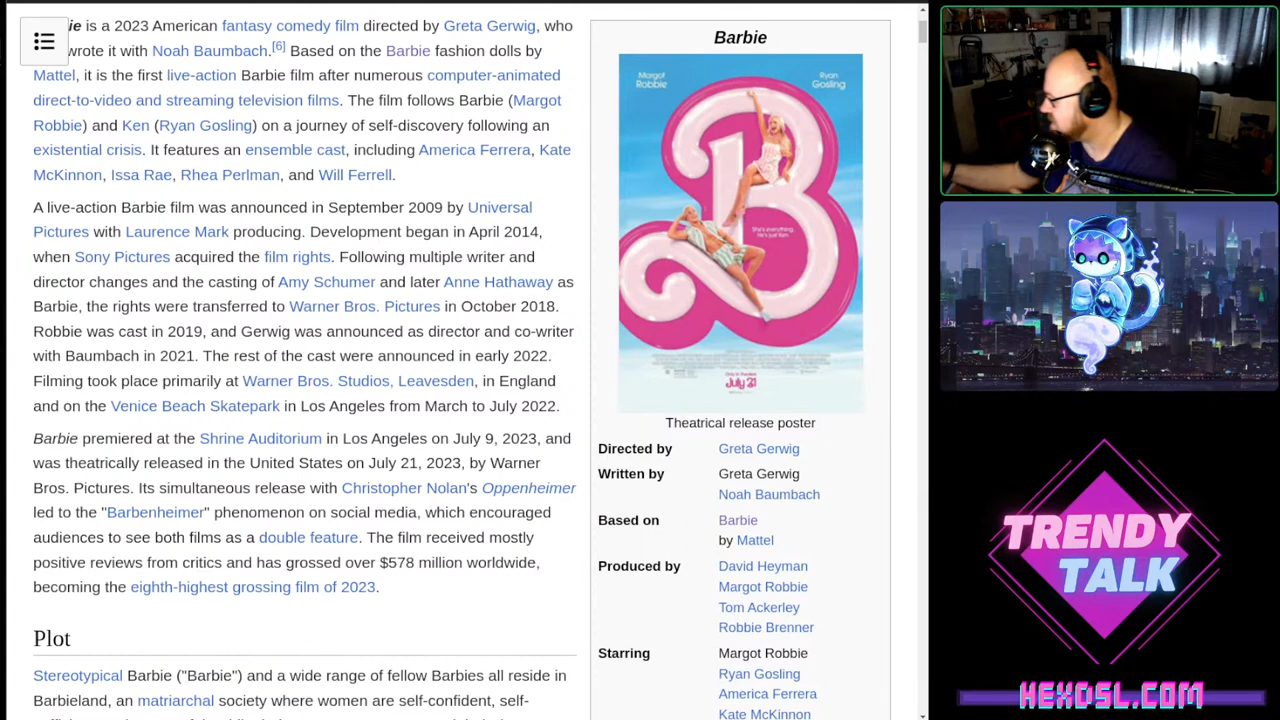 ie is a 2023 American fantasy comedy film directed by Greta Gerwig, who
wrote it with Noah Baumbach.[6] Based on the Barbie fashion dolls by
Mattel, it is the first live-action Barbie film after numerous computer-animated
direct-to-video and streaming television films. The film follows Barbie (Margot
Robbie) and Ken (Ryan Gosling) on a journey of self-discovery following an
existential crisis. It features an ensemble cast, including America Ferrera, Kate
McKinnon, Issa Rae, Rhea Perlman, and Will Ferrell.
A live-action Barbie film was announced in September 2009 by Universal
Pictures with Laurence Mark producing. Development began in April 2014,
when Sony Pictures acquired the film rights. Following multiple writer and
director changes and the casting of Amy Schumer and later Anne Hathaway as
Barbie, the rights were transferred to Warner Bros. Pictures in October 2018.
Robbie was cast in 2019, and Gerwig was announced as director and co-writer
with Baumbach in 2021. The rest of the cast were announced in early 2022.
Filming took place primarily at Warner Bros. Studios, Leavesden, in England
and on the Venice Beach Skatepark in Los Angeles from March to July 2022.
Barbie premiered at the Shrine Auditorium in Los Angeles on July 9, 2023, and
was theatrically released in the United States on July 21, 2023, by Warner
Bros. Pictures. Its simultaneous release with Christopher Nolan's Oppenheimer
led to the "Barbenheimer" phenomenon on social media, which encouraged
audiences to see both films as a double feature. The film received mostly
positive reviews from critics and has grossed over $578 million worldwide,
becoming the eighth-highest grossing film of 2023.
Plot
Stereotypical Barbie ("Barbie") and a wide range of fellow Barbies all reside in
Barbieland, an matriarchal society where women are self-confident, self-
Barbie
Margot
Robbie
Ryan
Gosling
She's everything.
He's just Ken.
July 21
Theatrical release poster
Directed by Greta Gerwig
Written by Greta Gerwig
Noah Baumbach
Based on Barbie
by Mattel
Produced by David Heyman
Margot Robbie
Tom Ackerley
Robbie Brenner
Starring Margot Robbie
Ryan Gosling
America Ferrera
Kate McKinnon
TRENDY
TALK
HEXDSL.COM